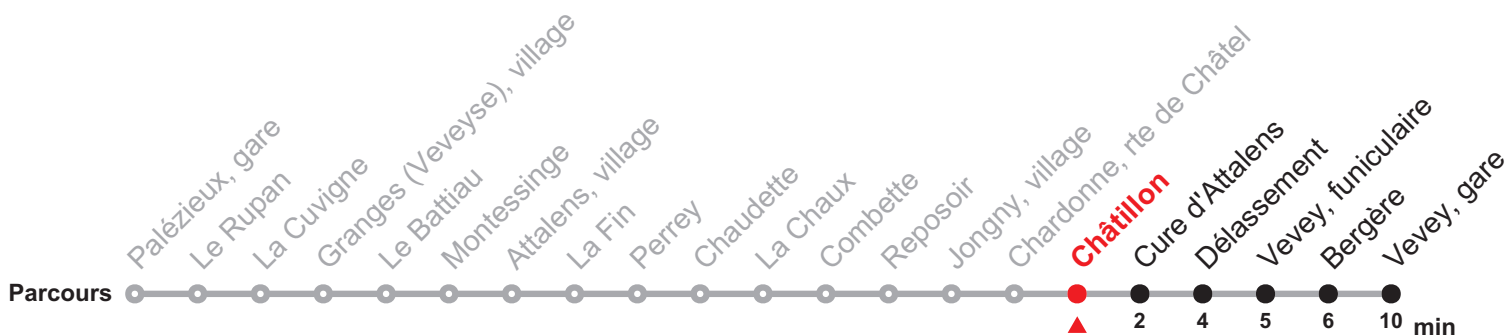 Palézieux, gare
Le Rupan
La Cuvigne
Granges (Veveyse), village
Le Battiau
Montessinge
Attalens, village
La Fin
Perrey
Chaudette
La Chaux
Combette
Reposoir
Jongny, village
Chardonne, rte de Châtel
Châtillon
Cure d'Attalens
Délassement
Vevey, funiculaire
Bergère
Vevey, gare
Parcours
2 4 5 6 10 min